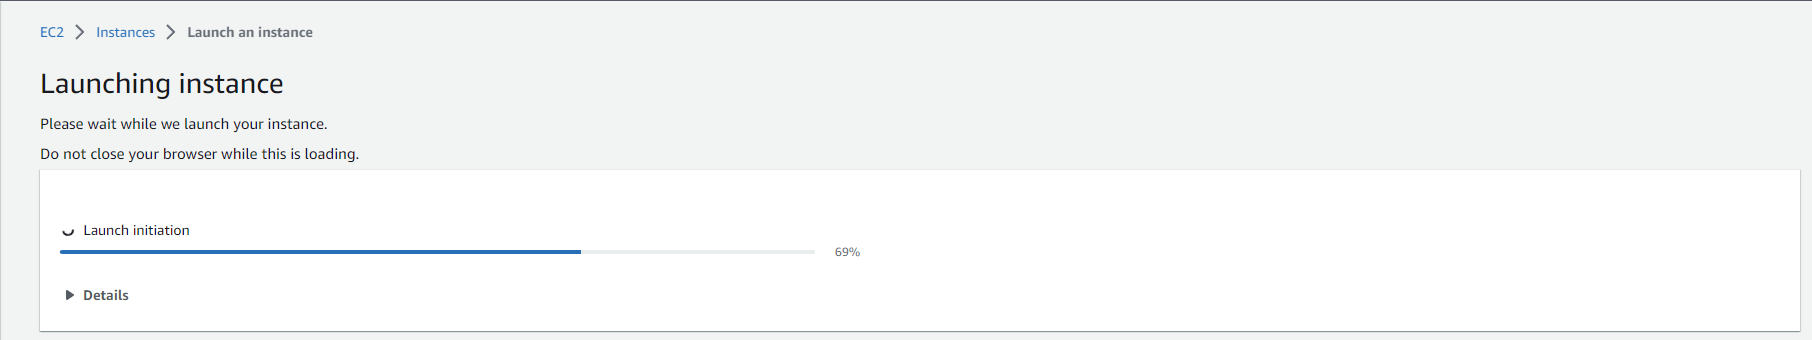 EC2 Instances Launch an instance
Launching instance
Please wait while we launch your instance.
Do not close your browser while this is loading.
Launch initiation
69%
Details